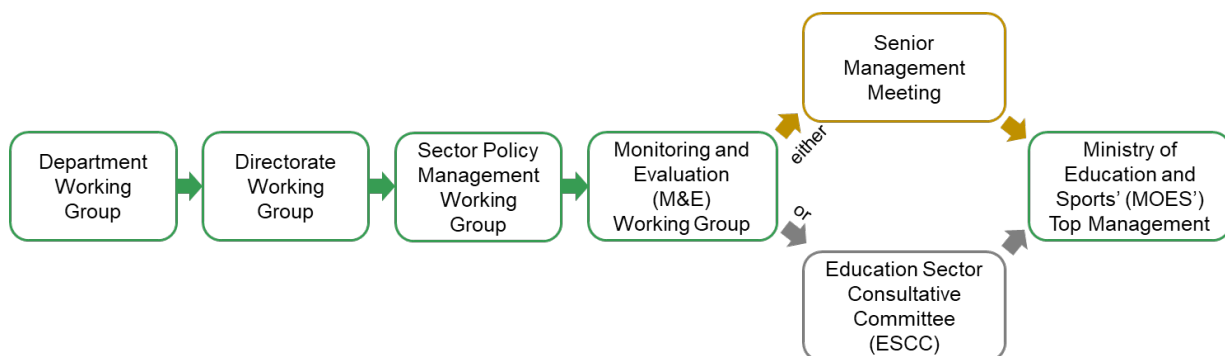 Department
Working
Group
Directorate
Working
Group
Sector Policy
Management
Working
Group
Monitoring and
Evaluation
(M&E)
Working Group
either
or
Senior
Management
Meeting
Education Sector
Consultative
Committee
(ESCC)
Ministry of
Education and
Sports’ (MOES’)
Top Management